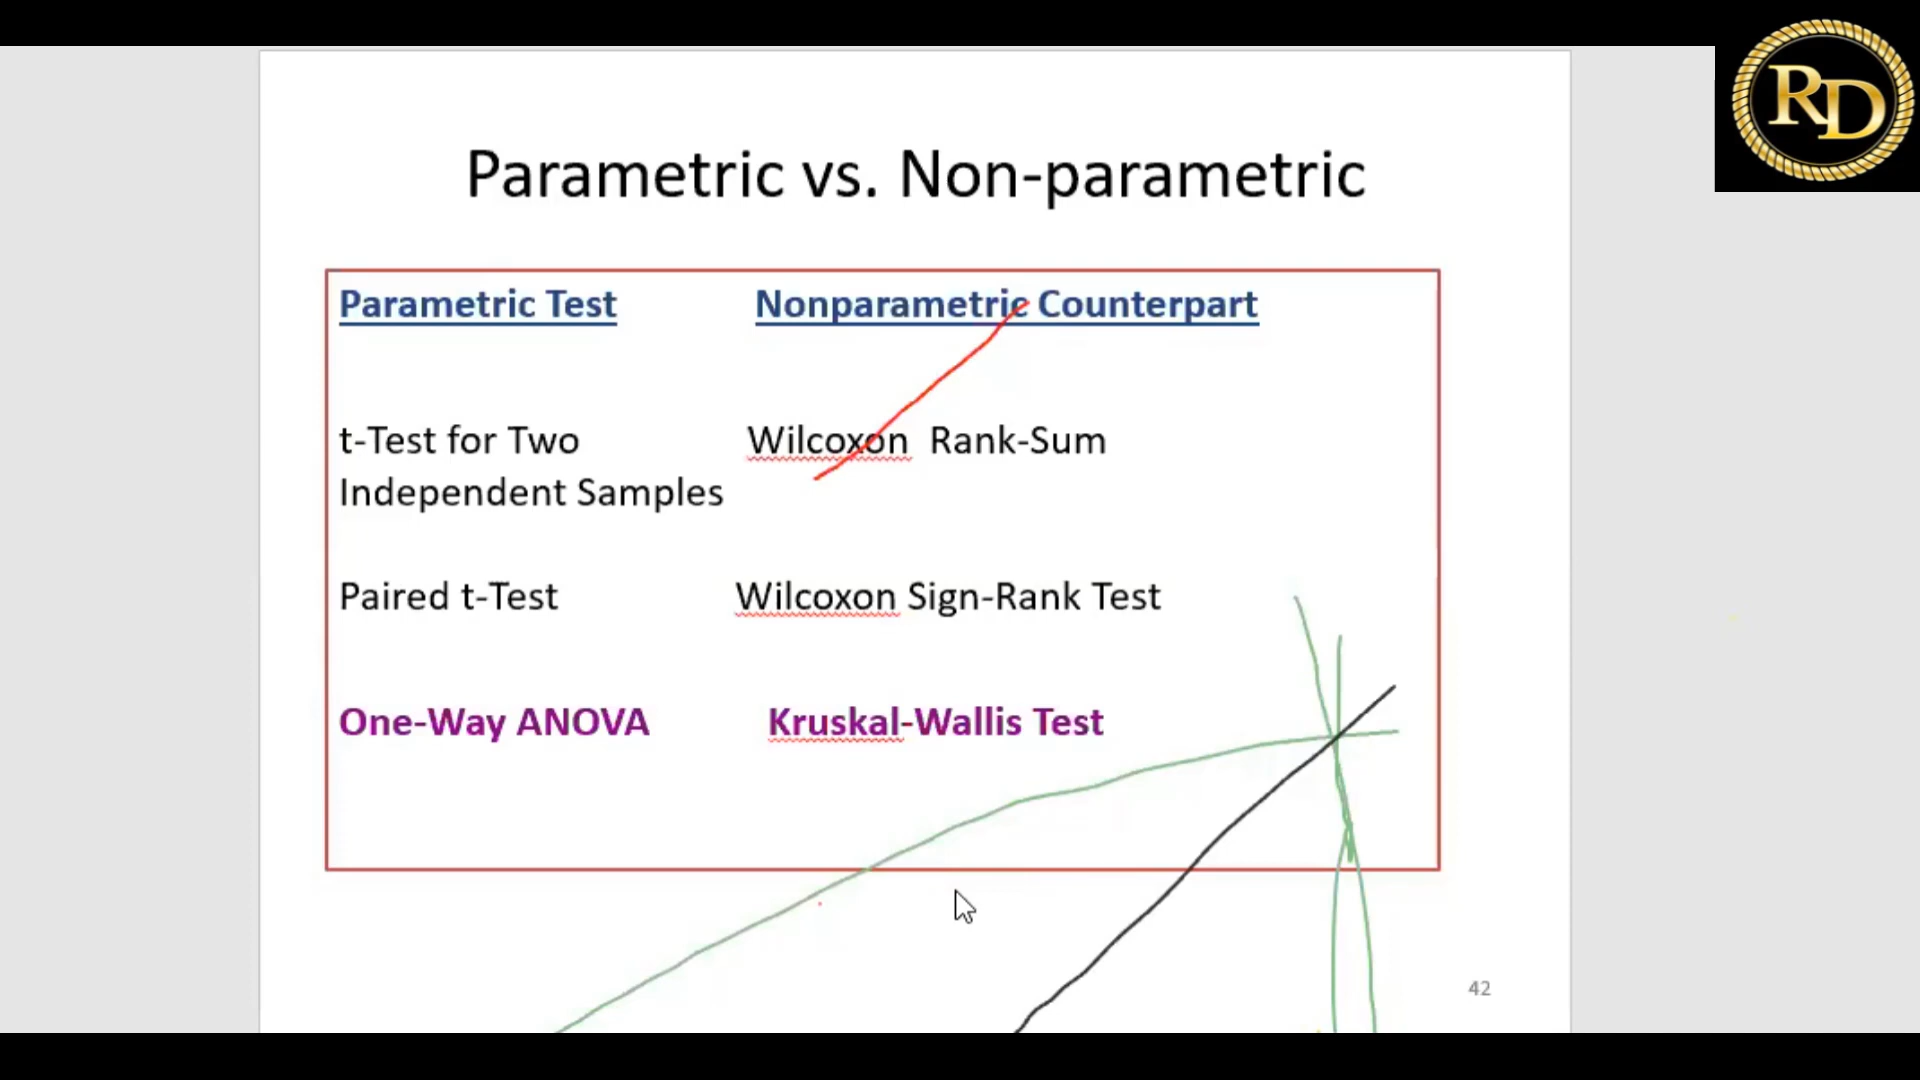 RD
Parametric vs. Non-parametric
Parametric Test Nonparametric Counterpart
t-Test for Two Wilcoxon Rank-Sum
Independent Samples
Paired t-Test Wilcoxon Sign-Rank Test
One-Way ANOVA Kruskal-Wallis Test
42